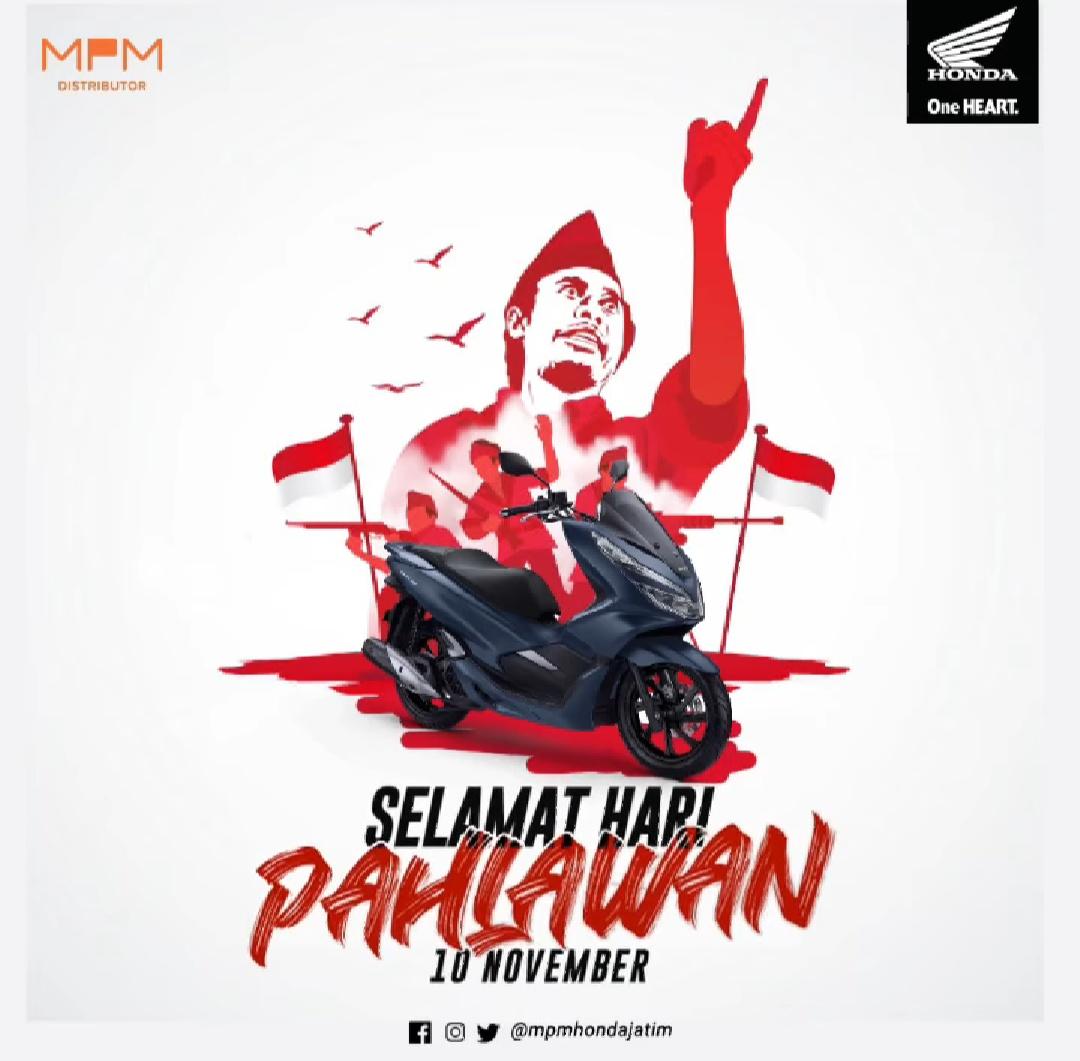 MPM
DISTRIBUTOR
HONDA
One HEART.
SELAMAT HARI
PAHLAWAN
10 NOVEMBER
@mpmhondajatim